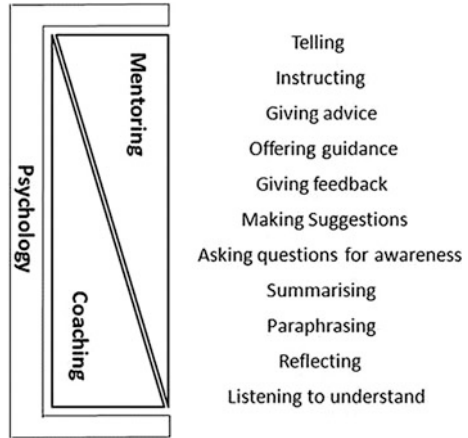 Psychology
Mentoring
Coaching
Telling
Instructing
Giving advice
Offering guidance
Giving feedback
Making Suggestions
Asking questions for awareness
Summarising
Paraphrasing
Reflecting
Listening to understand